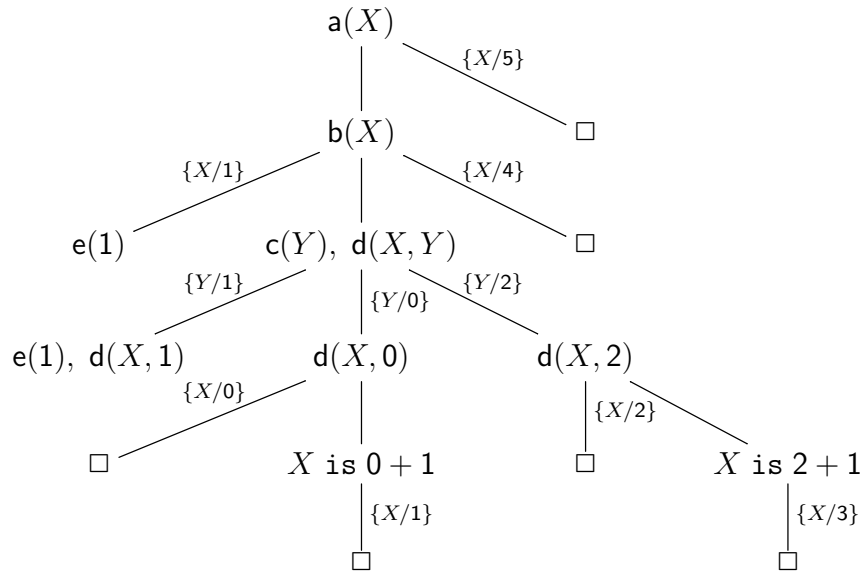 a(X)
{X/5}
b(X) □
{X/1} {X/4}
e(1) c(Y), d(X, Y) □
{Y/1} {Y/0} {Y/2}
e(1), d(X, 1) d(X, 0) d(X, 2)
{X/0} {X/2}
□ X is 0 + 1 □ X is 2 + 1
{X/1} {X/3}
□ □